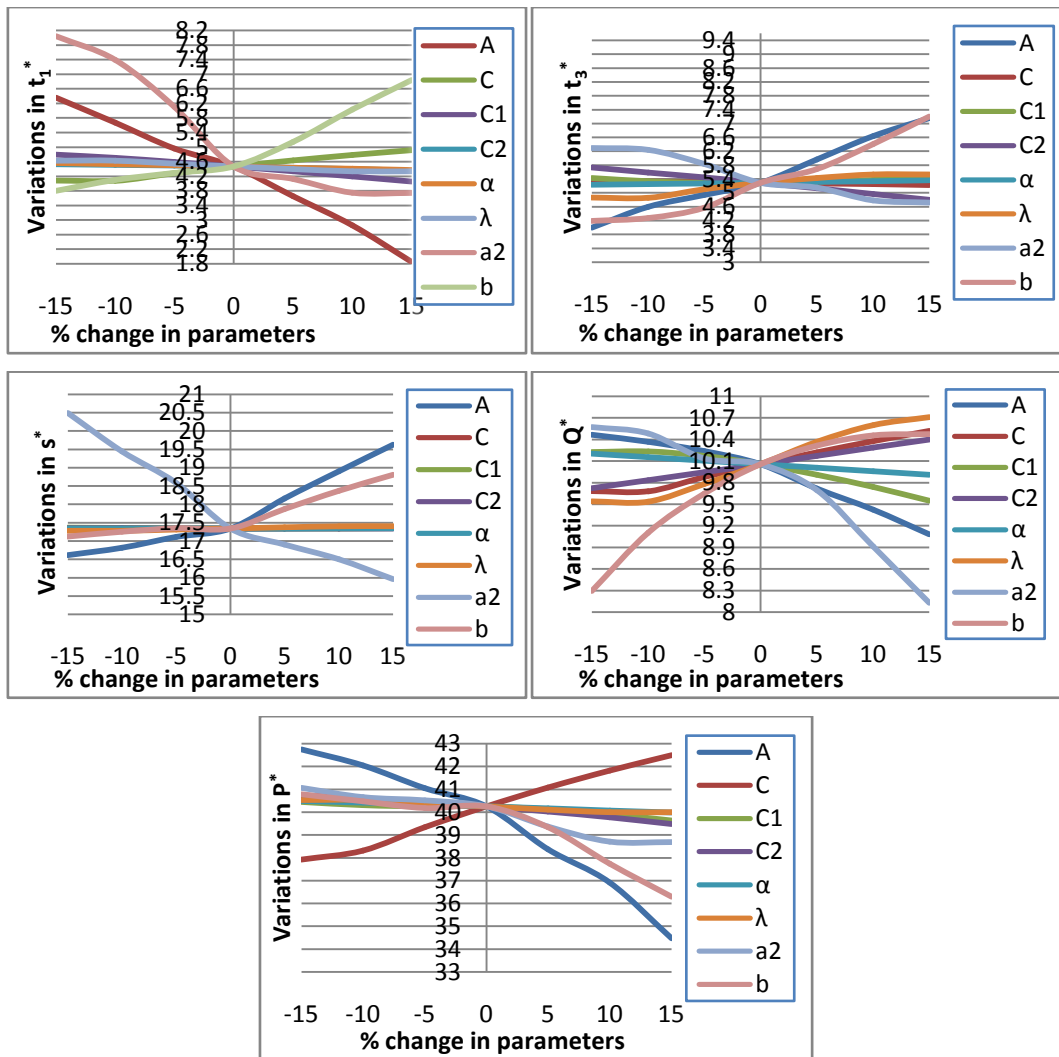 Variations in t1*
8.2
7.8
7.4
7
6.6
6.2
5.8
5.4
5
4.6
4.2
3.8
3.4
3
2.6
2.2
1.8
-15 -10 -5 0 5 10 15
% change in parameters
A
C
C1
C2
α
λ
a2
b
Variations in t3*
9.4
9
8.6
8.2
7.8
7.4
7
6.6
6.2
5.8
5.4
5
4.6
4.2
3.8
3.4
3
-15 -10 -5 0 5 10 15
% change in parameters
A
C
C1
C2
α
λ
a2
b
Variations in s*
21
20.5
20
19.5
19
18.5
18
17.5
17
16.5
16
15.5
15
-15 -10 -5 0 5 10 15
% change in parameters
A
C
C1
C2
α
λ
a2
b
Variations in Q*
11
10.7
10.4
10.1
9.8
9.5
9.2
8.9
8.6
8.3
8
-15 -10 -5 0 5 10 15
% change in parameters
A
C
C1
C2
α
λ
a2
b
Variations in P*
43
42
41
40
39
38
37
36
35
34
33
-15 -10 -5 0 5 10 15
% change in parameters
A
C
C1
C2
α
λ
a2
b